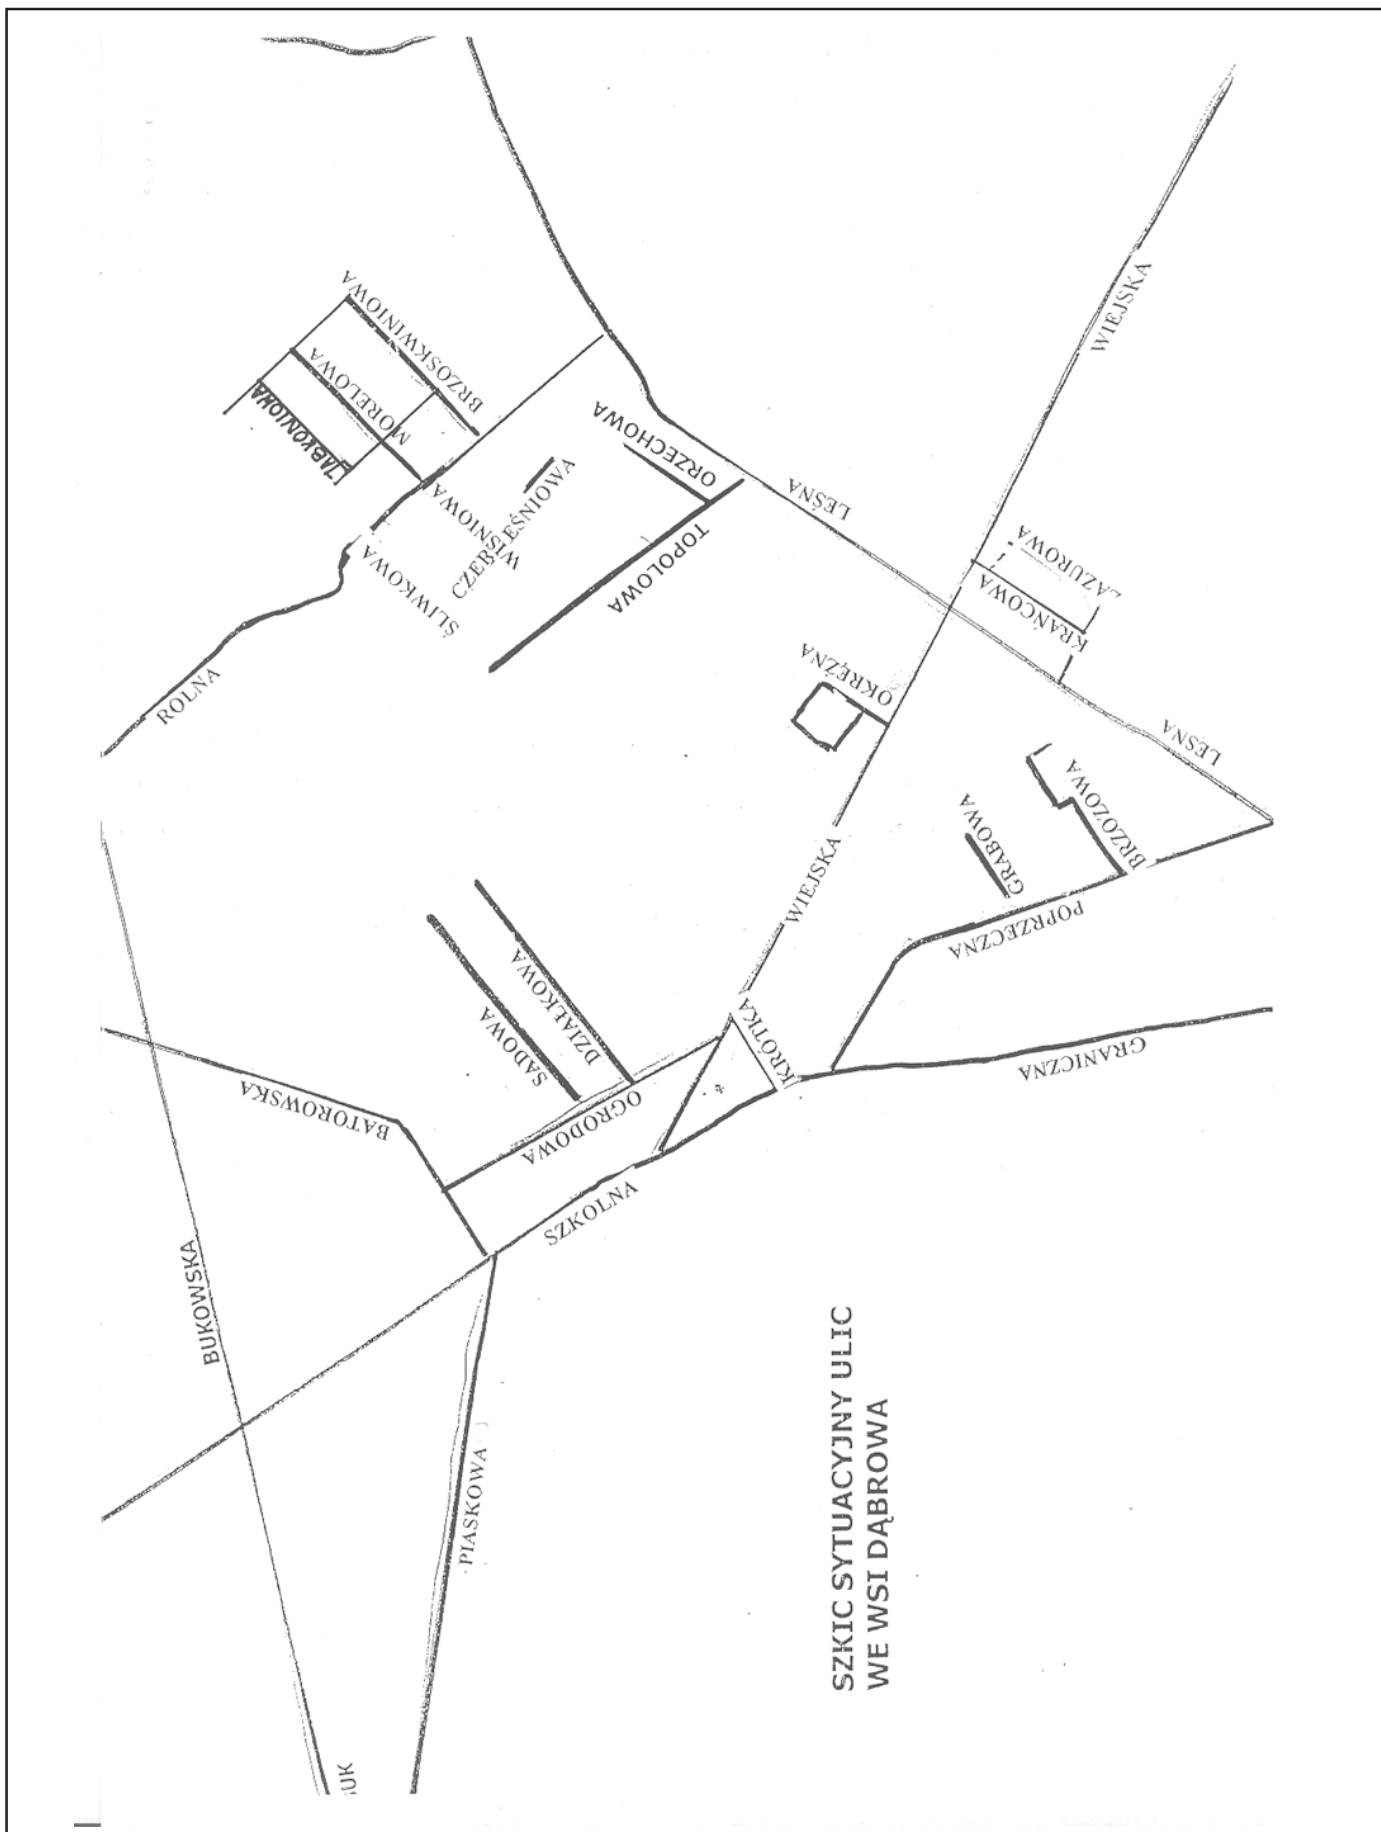 BRZOSKWINIOWA
MORELOWA
JABŁONIOWA
WIŚNIOWA
CZEREŚNIOWA
ŚLIWKOWA
ROLNA
ORZECHOWA
TOPOLOWA
LEŚNA
WIEJSKA
LAZUROWA
KRAŃCOWA
OKRĘŻNA
LEŚNA
BRZOZOWA
GRABOWA
POPRZECZNA
WIEJSKA
GRANICZNA
KRÓTKA
DZIAŁKOWA
SADOWA
OGRODOWA
BATOROWSKA
SZKOLNA
BUKOWSKA
PIASKOWA
BUK
SZKIC SYTUACYJNY ULIC
WE WSI DĄBROWA